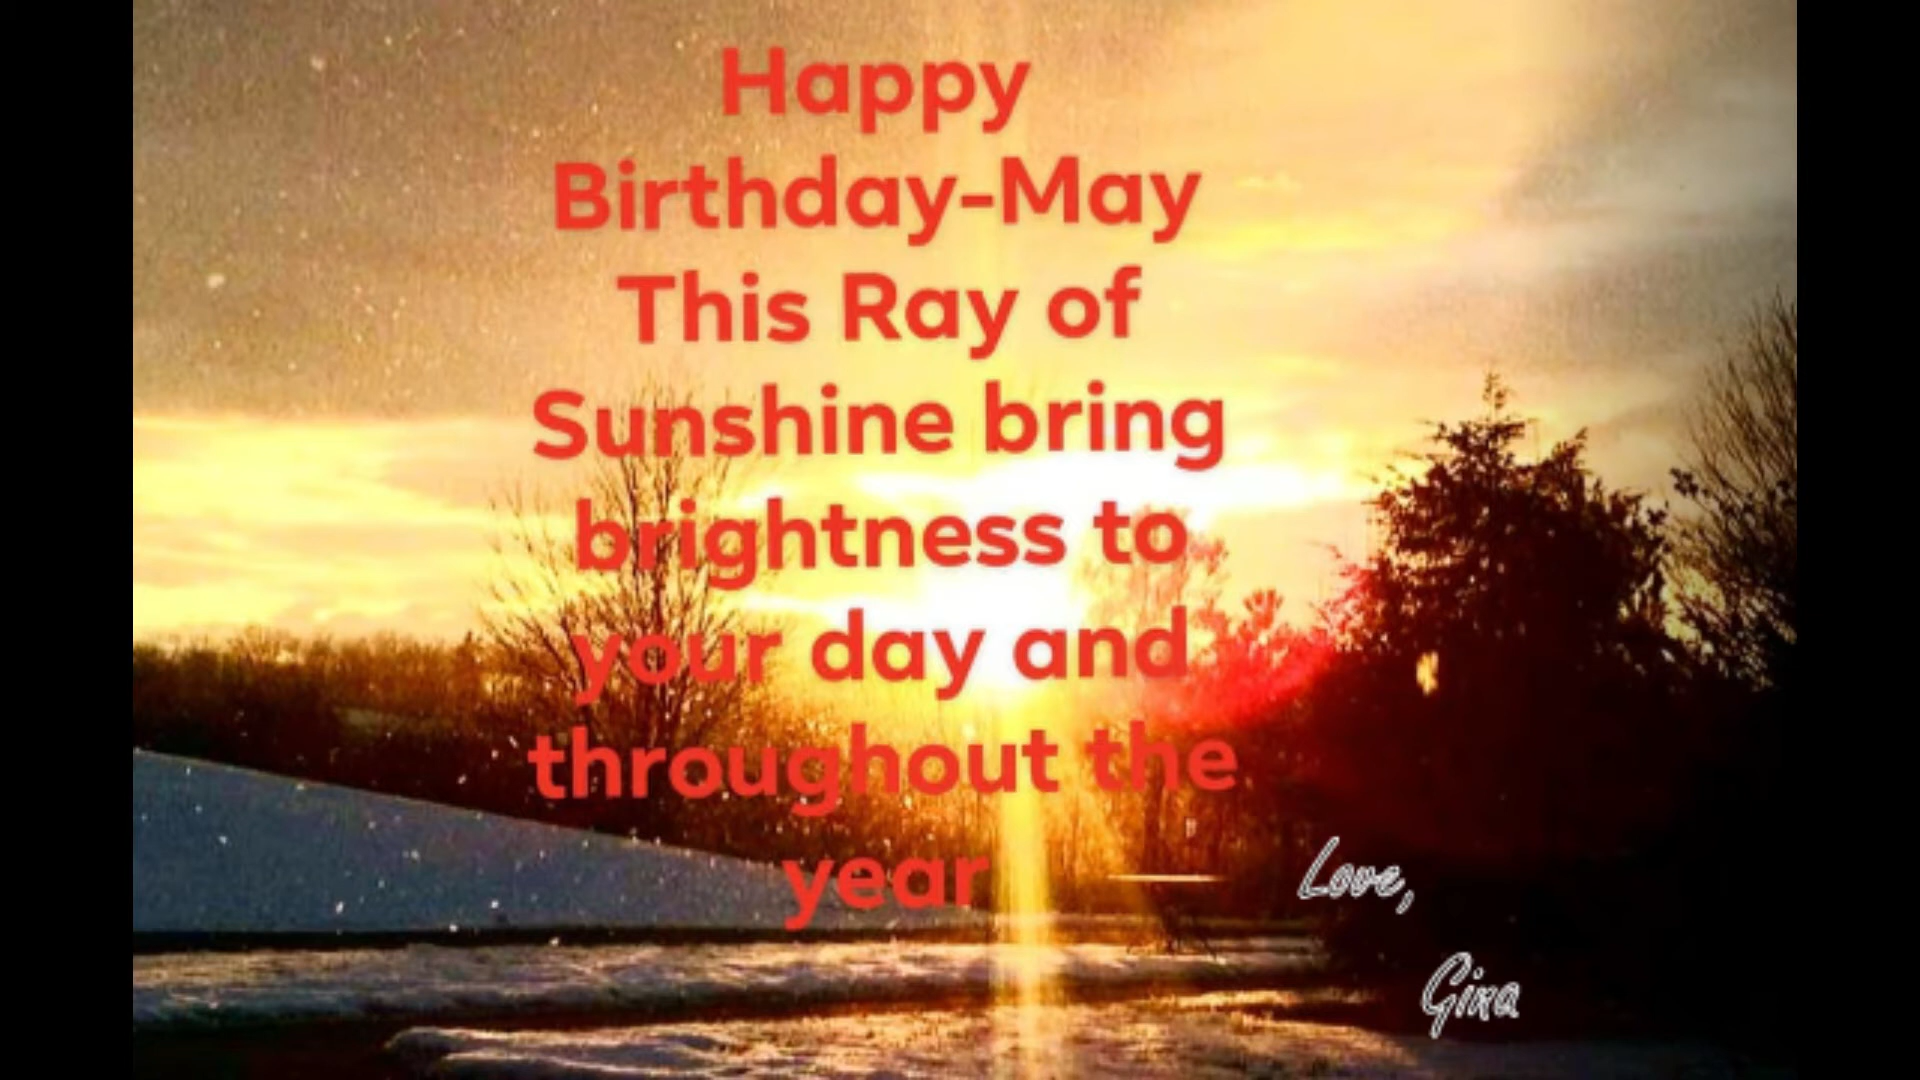 Happy
Birthday-May
This Ray of
Sunshine bring
brightness to
your day and
throughout the
year
Love,
Gina